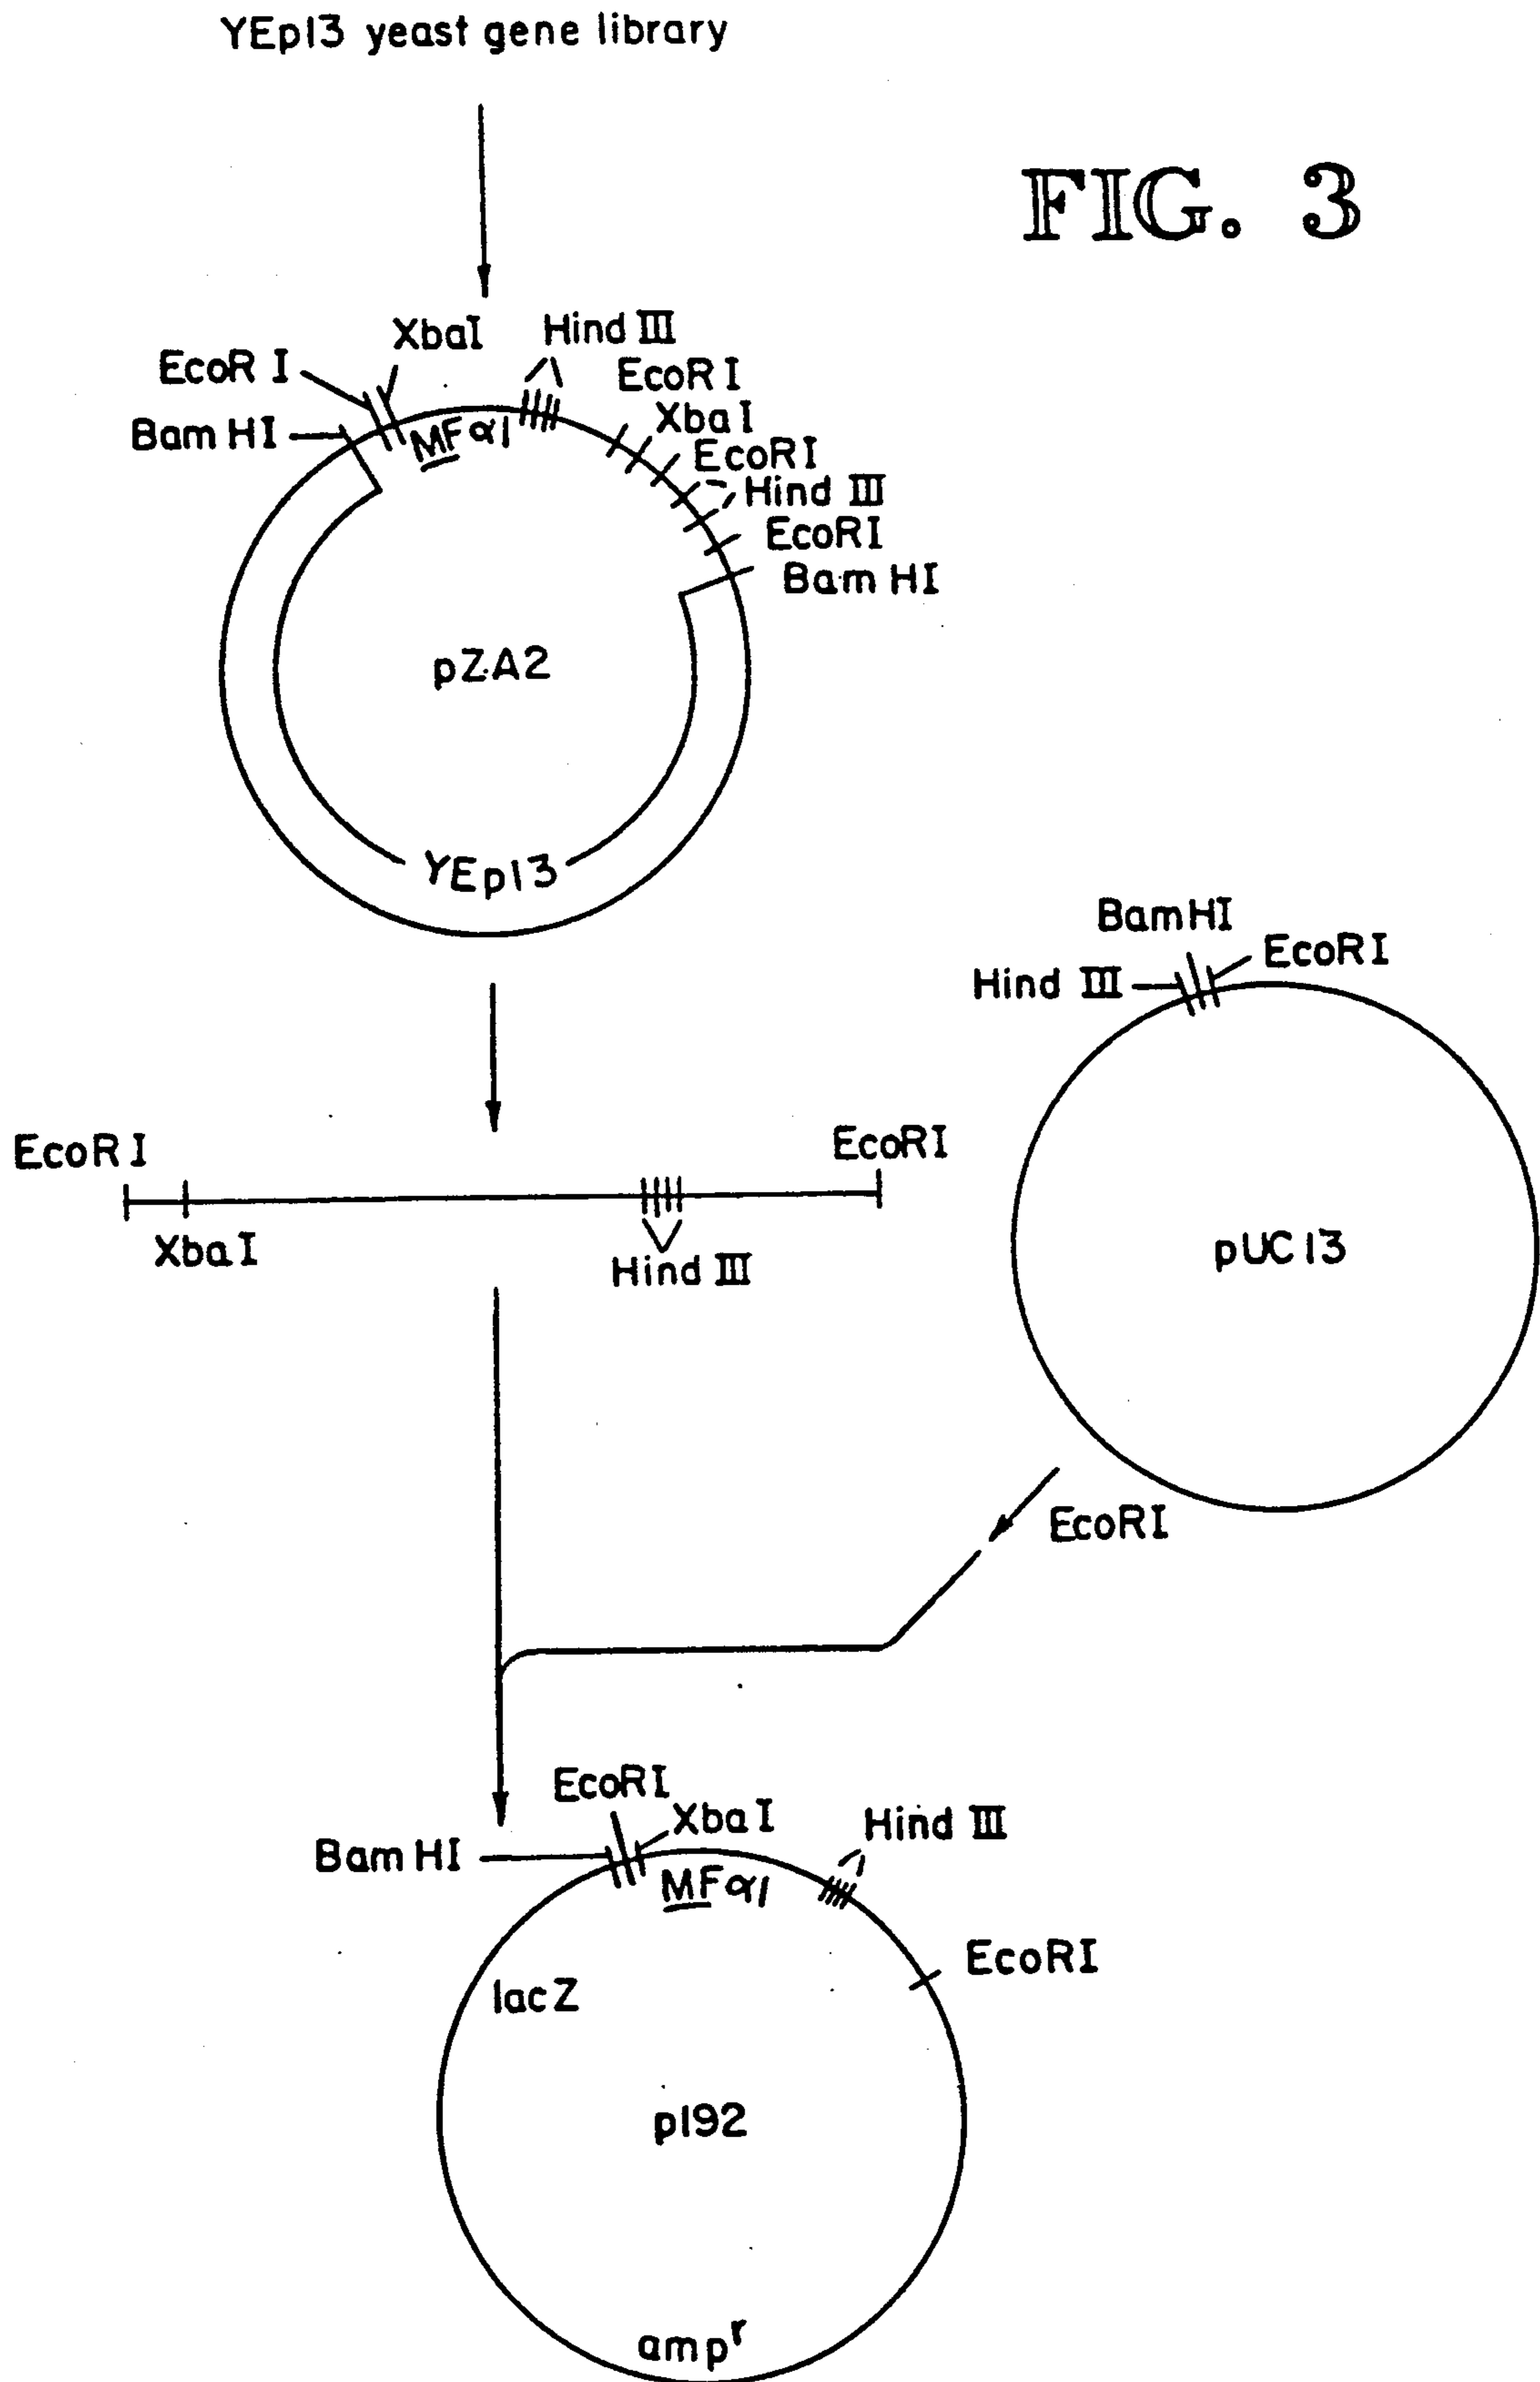 YEp13 yeast gene library
FIG. 3
XbaI
Hind III
EcoR I
EcoR I
Bam HI
MFα1
XbaI
EcoRI
Hind III
EcoRI
Bam HI
pZA2
YEp13
BamHI
EcoRI
Hind III
EcoRI
EcoRI
XbaI
Hind III
pUC13
EcoRI
EcoRI
XbaI
Hind III
Bam HI
MFα1
EcoRI
lacZ
p192
ampʳ